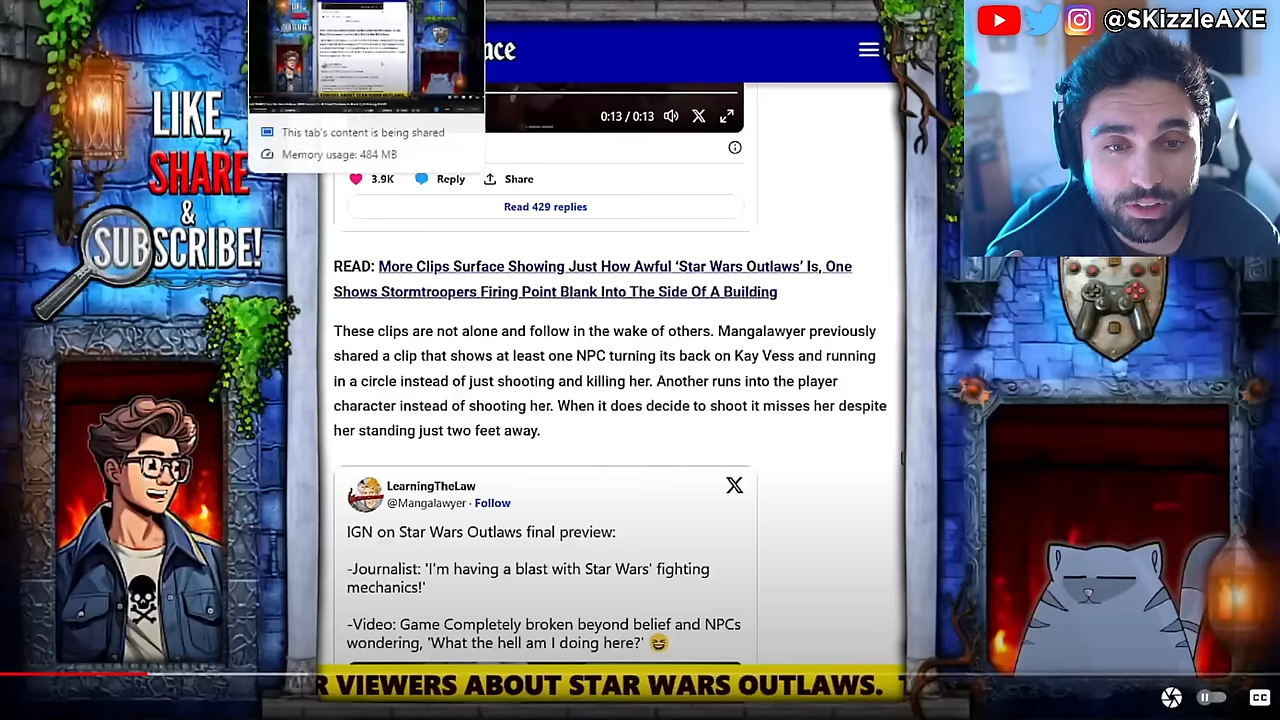 @SKizzleAXE
LIKE,
SHARE
&
SUBSCRIBE!
This tab's content is being shared
Memory usage: 484 MB
0:13 / 0:13
3.9K Reply Share
Read 429 replies
READ: More Clips Surface Showing Just How Awful ‘Star Wars Outlaws’ Is, One
Shows Stormtroopers Firing Point Blank Into The Side Of A Building
These clips are not alone and follow in the wake of others. Mangalawyer previously
shared a clip that shows at least one NPC turning its back on Kay Vess and running
in a circle instead of just shooting and killing her. Another runs into the player
character instead of shooting her. When it does decide to shoot it misses her despite
her standing just two feet away.
LearningTheLaw
@Mangalawyer · Follow
IGN on Star Wars Outlaws final preview:
-Journalist: 'I'm having a blast with Star Wars' fighting
mechanics!'
-Video: Game Completely broken beyond belief and NPCs
wondering, 'What the hell am I doing here?'
R VIEWERS ABOUT STAR WARS OUTLAWS.
CC